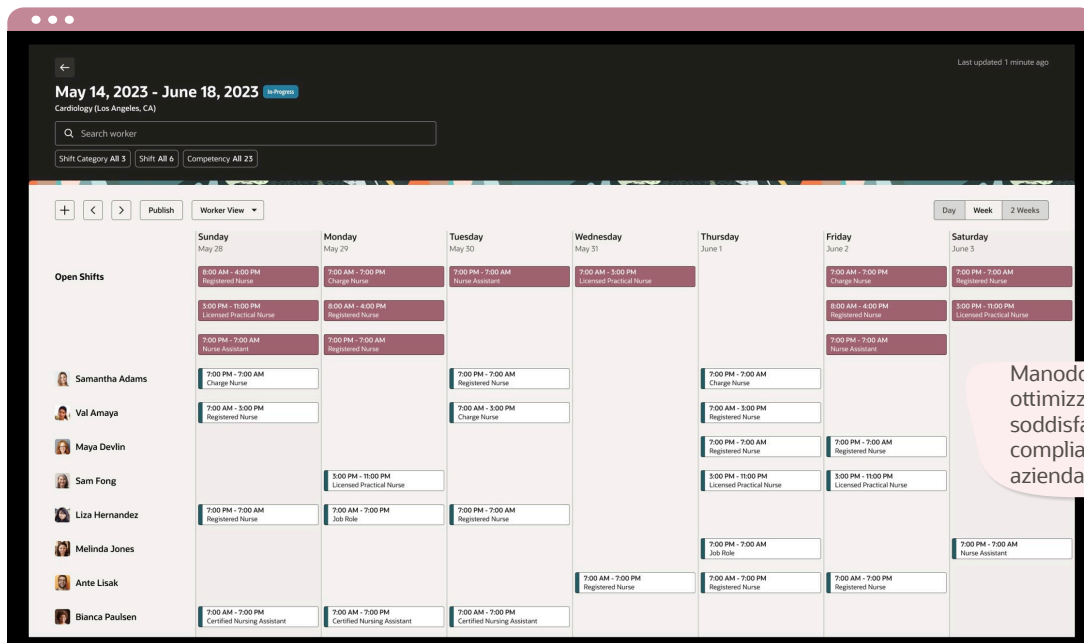 Last updated 1 minute ago
May 14, 2023 - June 18, 2023 In-Progress
Cardiology (Los Angeles, CA)
Search worker
Shift Category All 3 Shift All 6 Competency All 23
Publish Worker View Day Week 2 Weeks
Sunday Monday Tuesday Wednesday Thursday Friday Saturday
May 28 May 29 May 30 May 31 June 1 June 2 June 3
Open Shifts
8:00 AM - 4:00 PM 7:00 AM - 7:00 PM 7:00 PM - 7:00 AM 7:00 AM - 3:00 PM 7:00 AM - 7:00 PM 7:00 PM - 7:00 AM
Registered Nurse Charge Nurse Nurse Assistant Licensed Practical Nurse Charge Nurse Registered Nurse
3:00 PM - 11:00 PM 8:00 AM - 4:00 PM 8:00 AM - 4:00 PM 3:00 PM - 11:00 PM
Licensed Practical Nurse Registered Nurse Registered Nurse Licensed Practical Nurse
7:00 PM - 7:00 AM 7:00 PM - 7:00 AM 7:00 PM - 7:00 AM
Nurse Assistant Registered Nurse Nurse Assistant
Samantha Adams
7:00 PM - 7:00 AM 7:00 PM - 7:00 AM 7:00 PM - 7:00 AM
Charge Nurse Registered Nurse Charge Nurse
Val Amaya
7:00 AM - 3:00 PM 7:00 AM - 3:00 PM 7:00 AM - 3:00 PM
Registered Nurse Charge Nurse Registered Nurse
Maya Devlin
7:00 PM - 7:00 AM 7:00 PM - 7:00 AM
Registered Nurse Registered Nurse
Sam Fong
3:00 PM - 11:00 PM 3:00 PM - 11:00 PM 3:00 PM - 11:00 PM
Licensed Practical Nurse Licensed Practical Nurse Licensed Practical Nurse
Liza Hernandez
7:00 PM - 7:00 AM 7:00 AM - 7:00 PM 7:00 PM - 7:00 AM
Registered Nurse Job Role Registered Nurse
Melinda Jones
7:00 PM - 7:00 AM 7:00 PM - 7:00 AM
Job Role Nurse Assistant
Ante Lisak
7:00 AM - 7:00 PM 7:00 AM - 7:00 PM 7:00 AM - 7:00 PM
Registered Nurse Registered Nurse Registered Nurse
Bianca Paulsen
7:00 AM - 7:00 PM 7:00 AM - 7:00 PM 7:00 AM - 7:00 PM
Certified Nursing Assistant Certified Nursing Assistant Certified Nursing Assistant